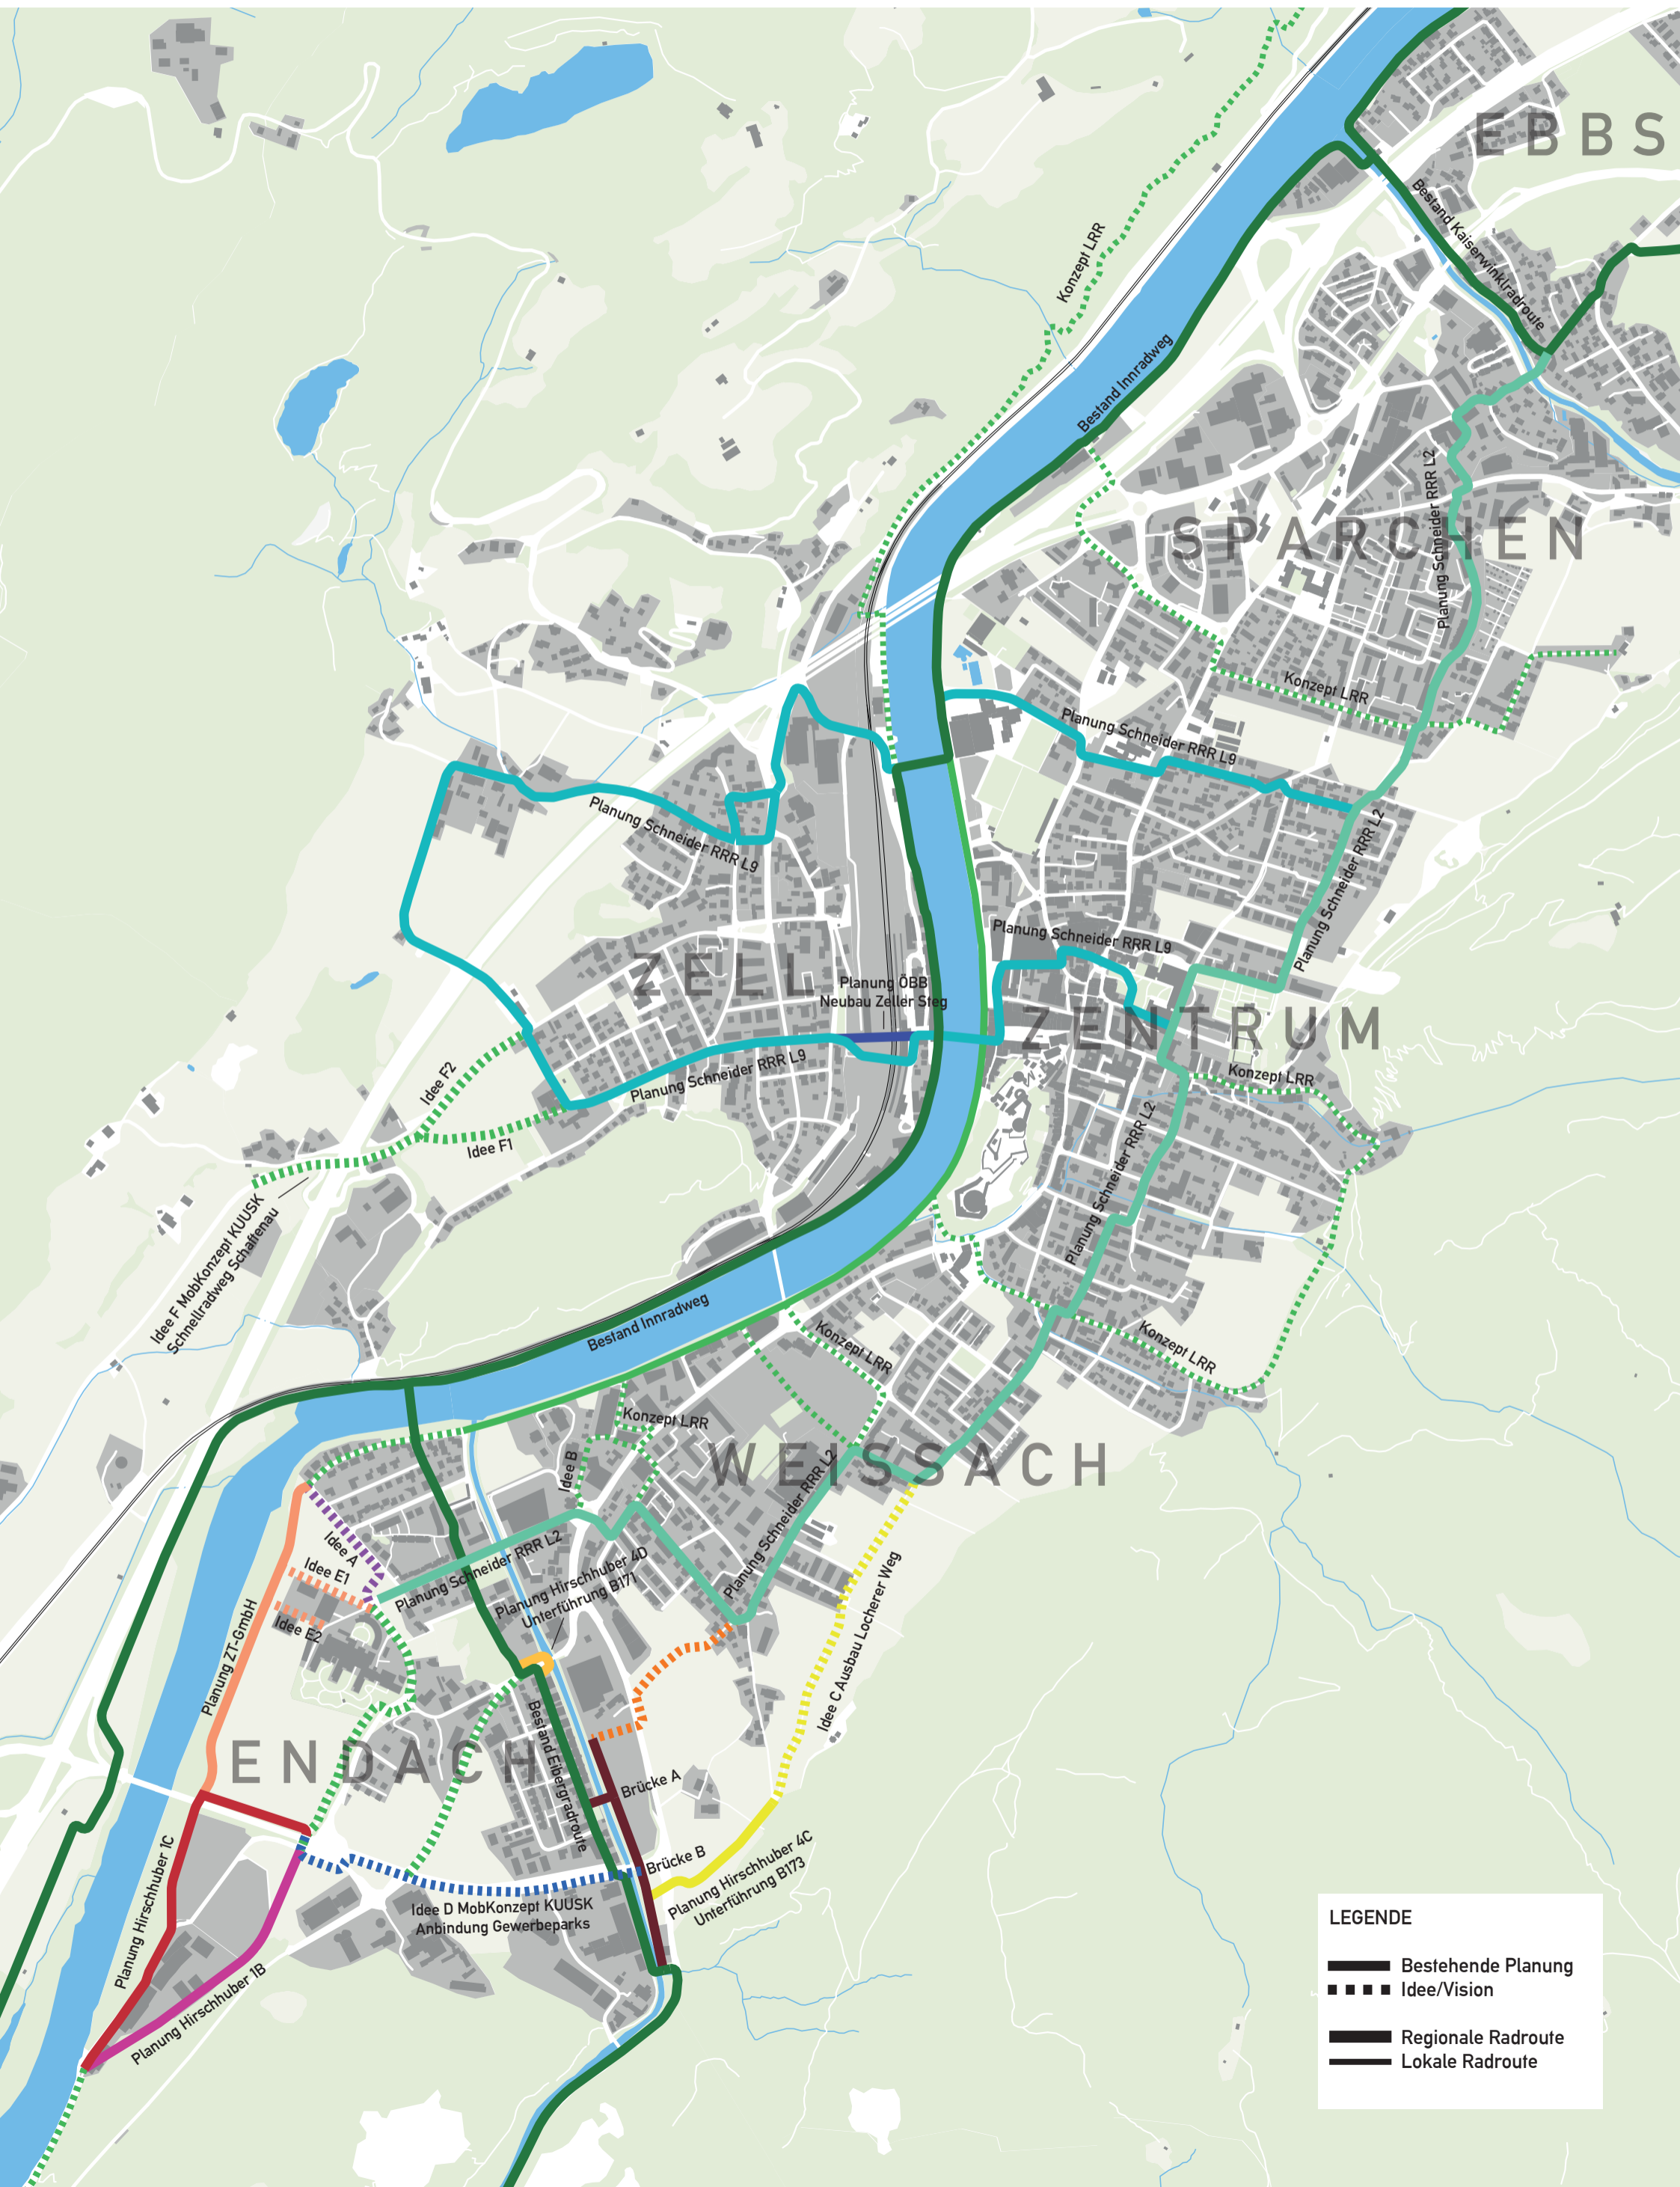 EBBS
Bestand Kaiserwinklradroute
Konzept LRR
Bestand Innradweg
Planung Schneider RRR L2
SPARCHEN
Konzept LRR
Planung Schneider RRR L9
Planung Schneider RRR L9
Planung Schneider RRR L2
Planung Schneider RRR L9
ZELL
Planung ÖBB
Neubau Zeller Steg
ZENTRUM
Idee F2
Planung Schneider RRR L9
Konzept LRR
Idee F1
Planung Schneider RRR L2
Idee F MobKonzept KUUSK
Schnellradweg Schaftenau
Bestand Innradweg
Konzept LRR
Konzept LRR
Konzept LRR
WEISSACH
Idee B
Planung Schneider RRR L2
Idee A
Idee E1
Planung Schneider RRR L2
Planung Hirschhuber 4D
Unterführung B171
Idee E2
Planung ZT-GmbH
Idee C Ausbau Locherer Weg
ENDACH
Bestand Eibergradroute
Brücke A
Brücke B
Planung Hirschhuber 4C
Unterführung B173
Planung Hirschhuber 1C
Idee D MobKonzept KUUSK
Anbindung Gewerbeparks
Planung Hirschhuber 1B
LEGENDE
Bestehende Planung
Idee/Vision
Regionale Radroute
Lokale Radroute